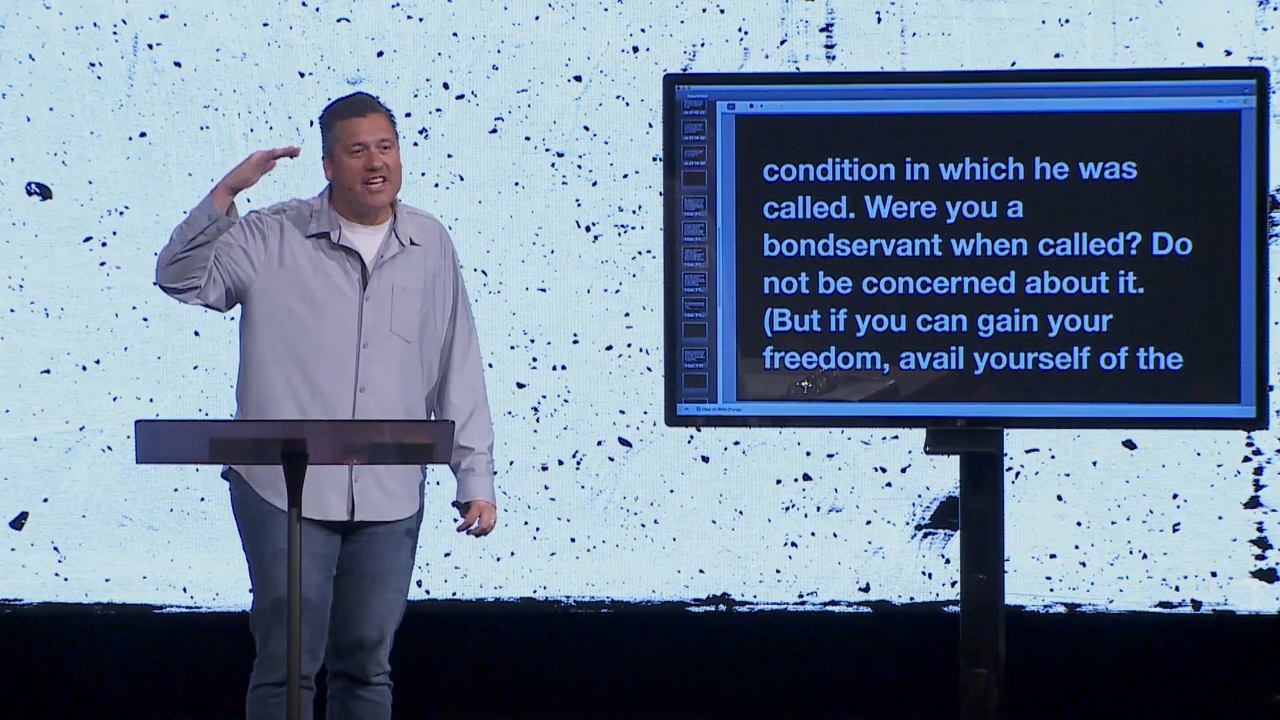 condition in which he was
called. Were you a
bondservant when called? Do
not be concerned about it.
(But if you can gain your
freedom, avail yourself of the